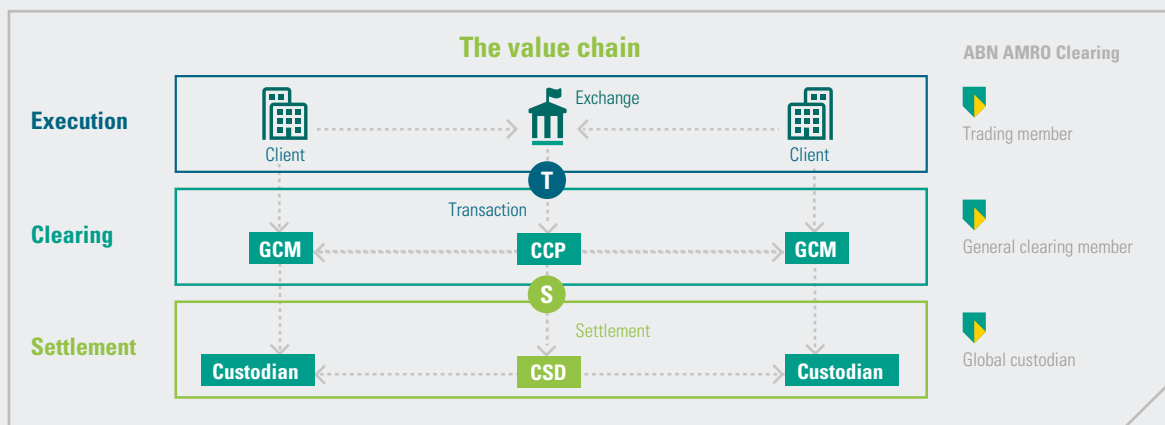 The value chain
ABN AMRO Clearing
Execution
Exchange
Client
Client
Trading member
T
Transaction
Clearing
GCM
CCP
GCM
General clearing member
S
Settlement
Settlement
Custodian
CSD
Custodian
Global custodian